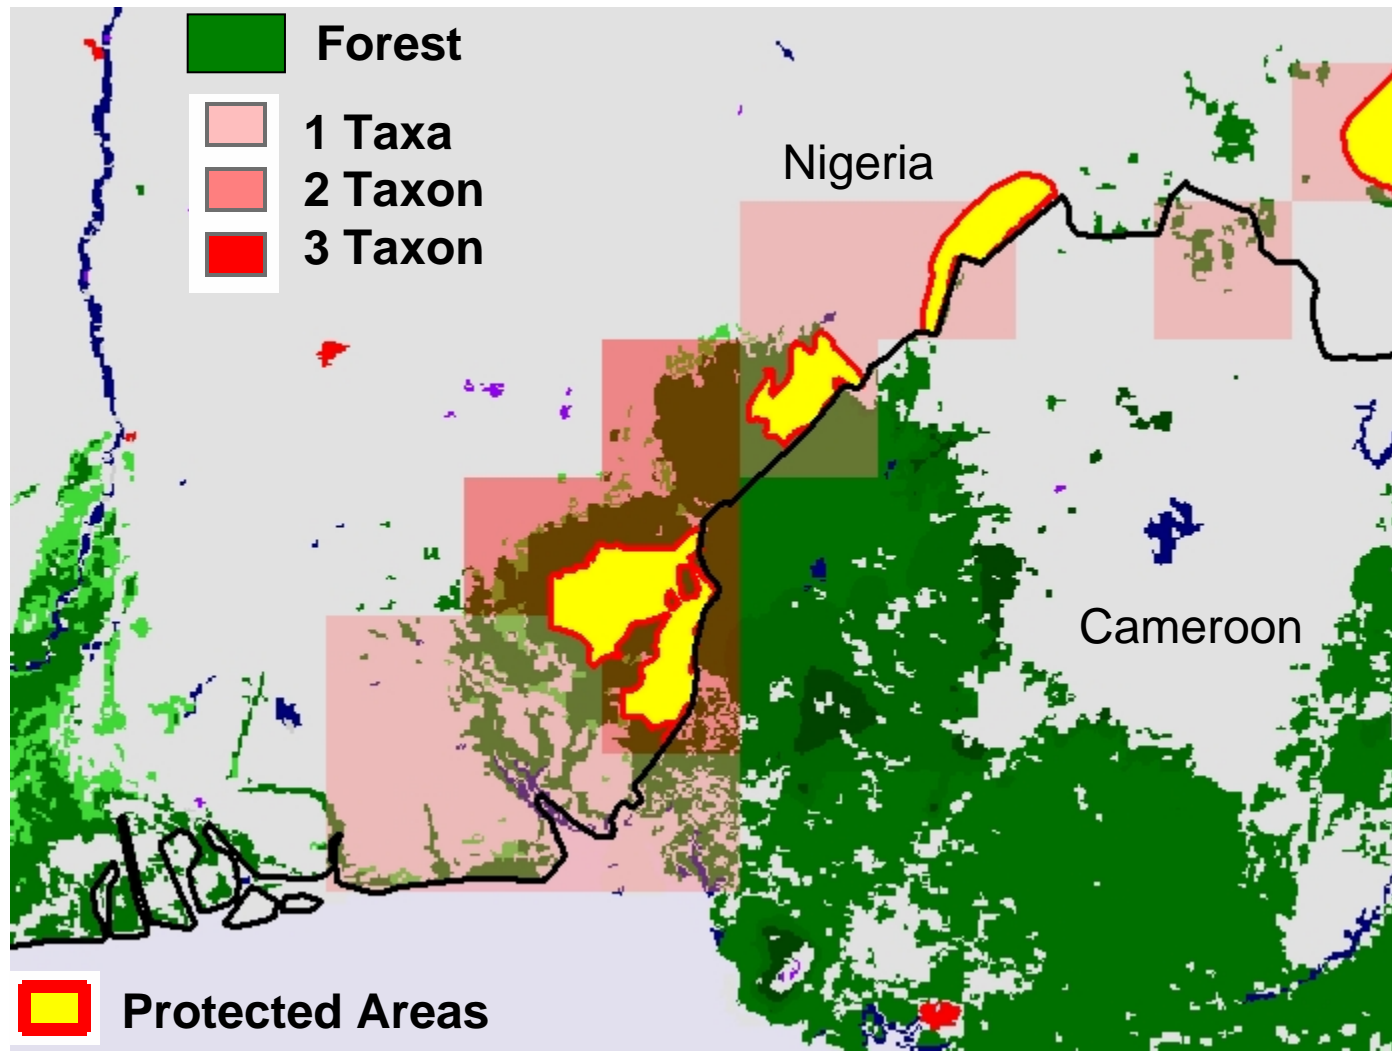 Forest
1 Taxa
2 Taxon
3 Taxon
Nigeria
Cameroon
Protected Areas